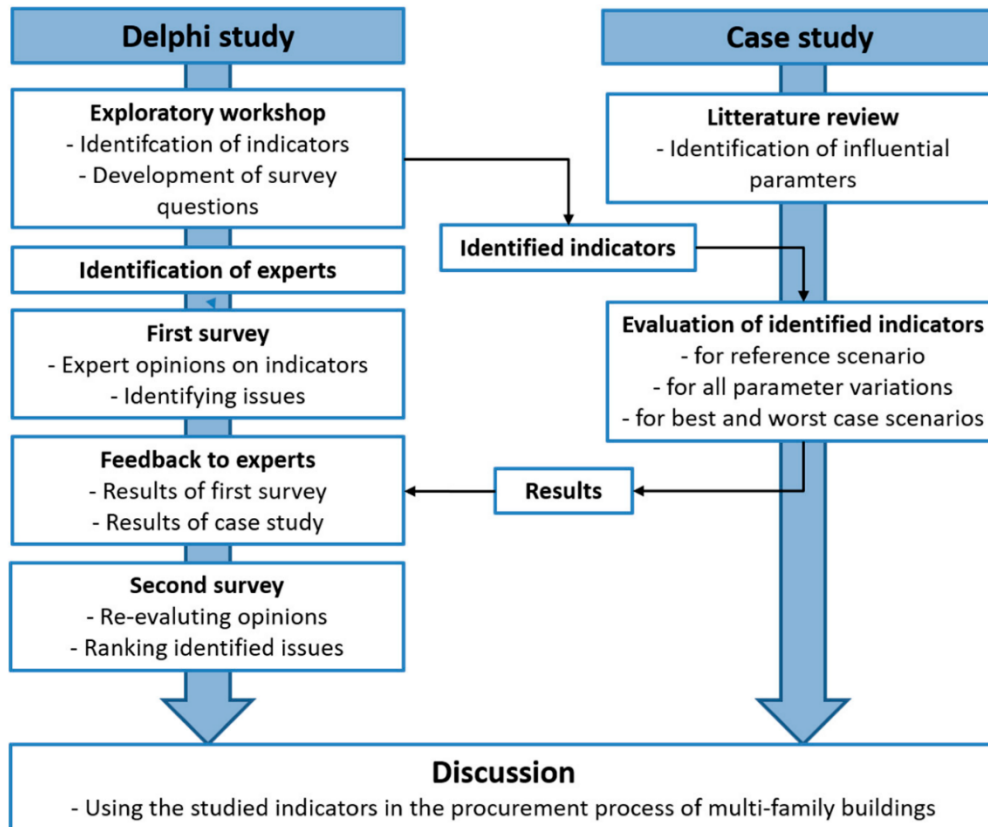 Delphi study
Exploratory workshop
- Identifcation of indicators
- Development of survey
questions
Identification of experts
First survey
- Expert opinions on indicators
- Identifying issues
Feedback to experts
- Results of first survey
- Results of case study
Second survey
- Re-evaluting opinions
- Ranking identified issues
Identified indicators
Results
Case study
Litterature review
- Identification of influential
paramters
Evaluation of identified indicators
- for reference scenario
- for all parameter variations
- for best and worst case scenarios
Discussion
- Using the studied indicators in the procurement process of multi-family buildings